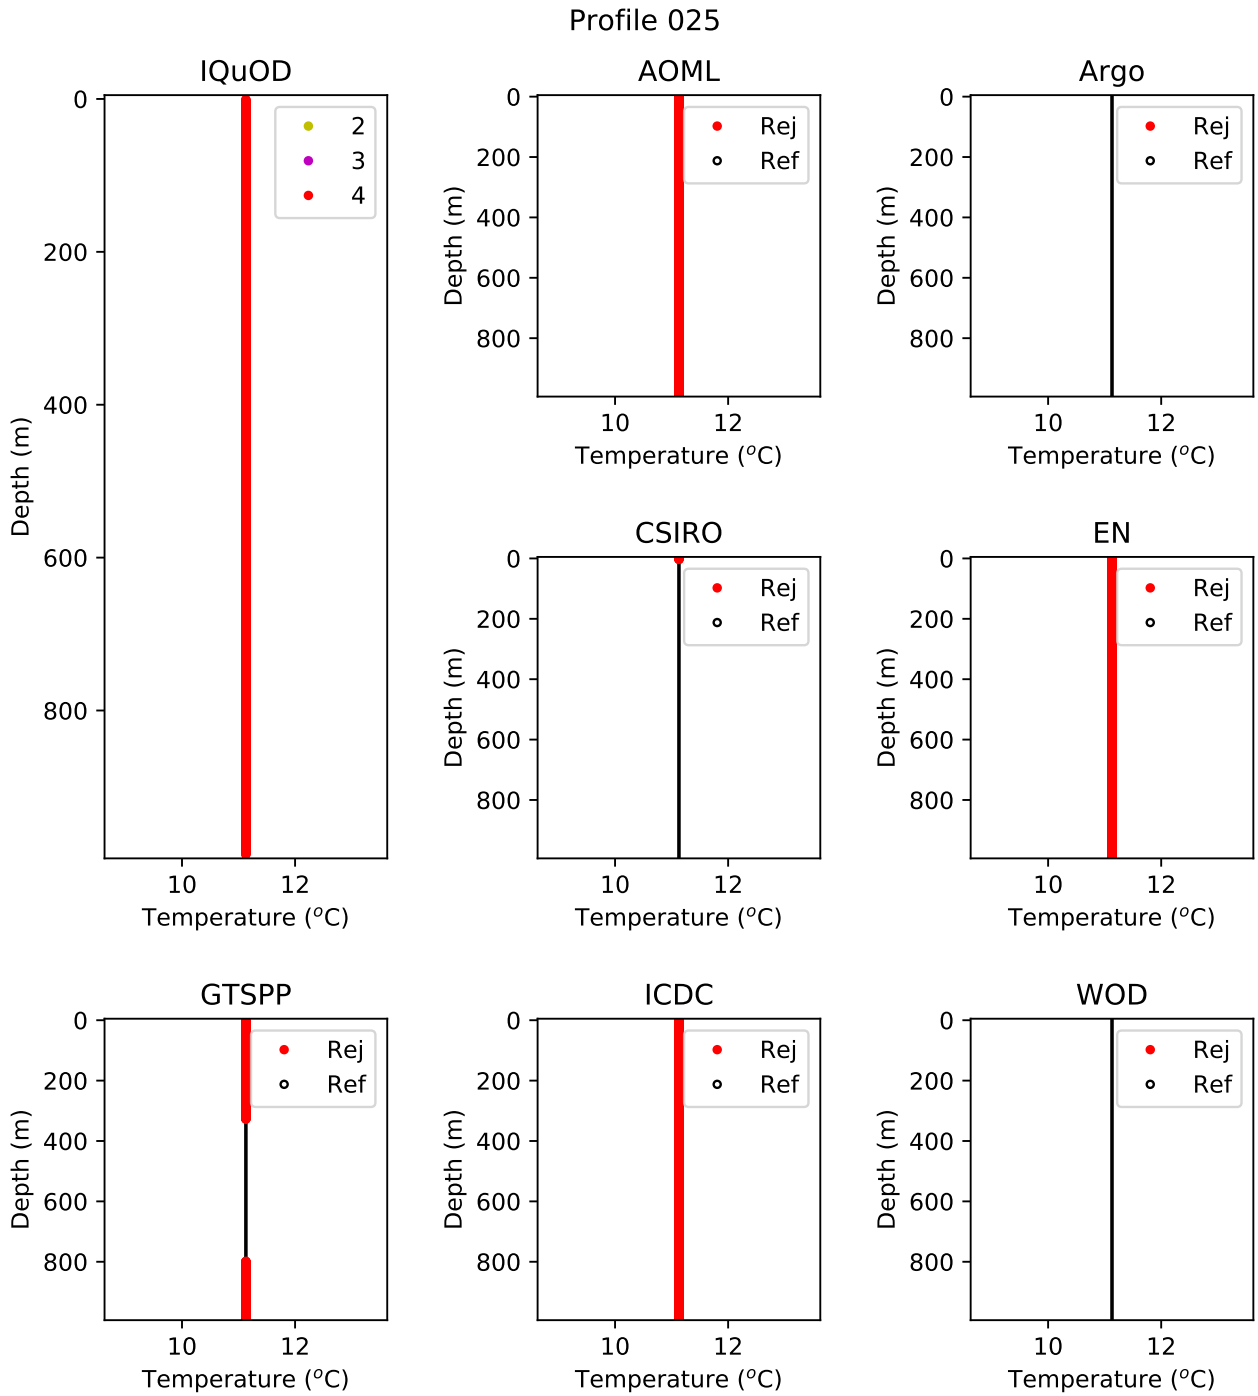 Profile 025
IQuOD
0
200
400
600
800
Depth (m)
10 12
Temperature (°C)
2
3
4
AOML
0
200
400
600
800
Depth (m)
10 12
Temperature (°C)
Rej
Ref
Argo
0
200
400
600
800
Depth (m)
10 12
Temperature (°C)
Rej
Ref
CSIRO
0
200
400
600
800
Depth (m)
10 12
Temperature (°C)
Rej
Ref
EN
0
200
400
600
800
Depth (m)
10 12
Temperature (°C)
Rej
Ref
GTSPP
0
200
400
600
800
Depth (m)
10 12
Temperature (°C)
Rej
Ref
ICDC
0
200
400
600
800
Depth (m)
10 12
Temperature (°C)
Rej
Ref
WOD
0
200
400
600
800
Depth (m)
10 12
Temperature (°C)
Rej
Ref